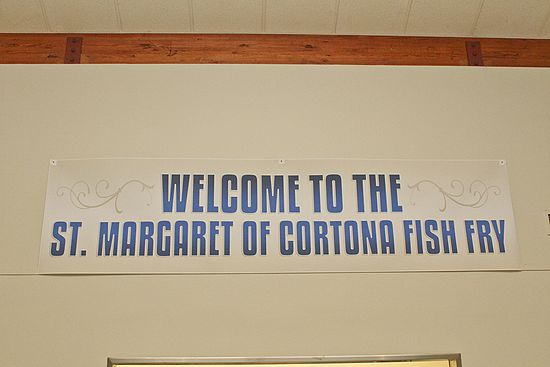 WELCOME TO THE
ST. MARGARET OF CORTONA FISH FRY